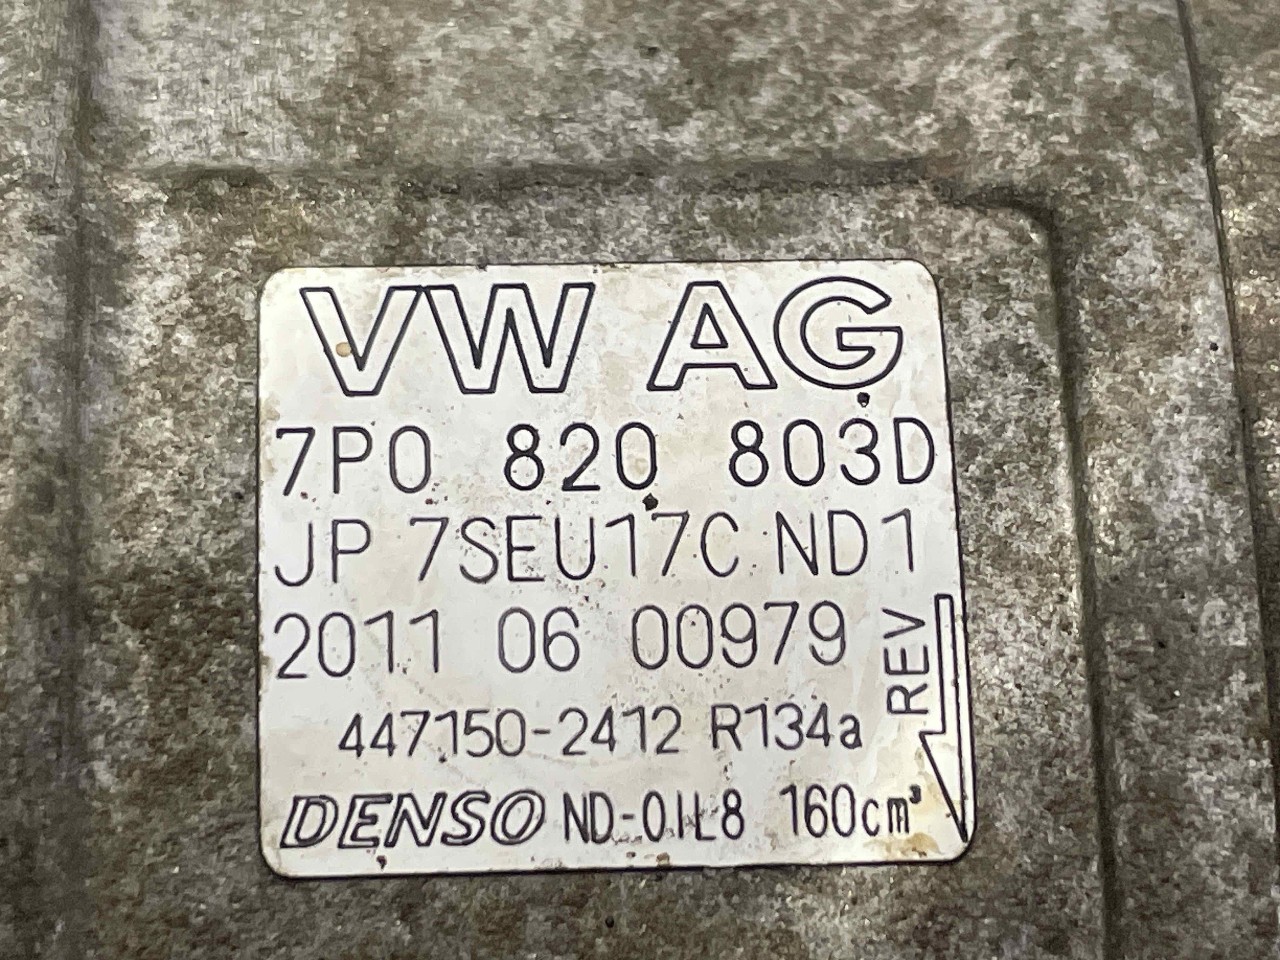 VW AG
7P0 820 803D
JP 7SEU17C ND1
2011 06 00979
REV
447150-2412 R134a
DENSO ND-OIL8 160cm³